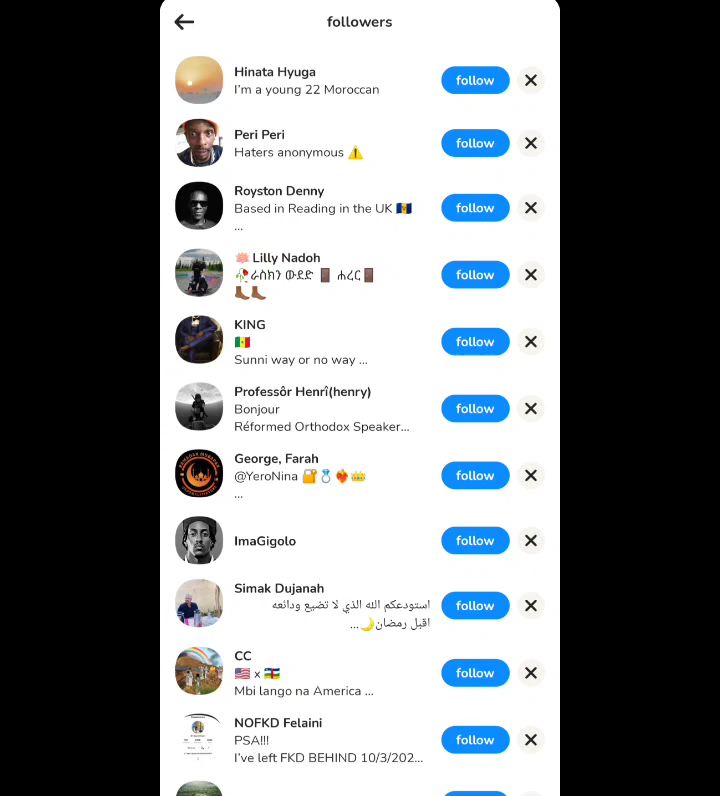 followers
Hinata Hyuga
I'm a young 22 Moroccan
follow
Peri Peri
Haters anonymous ⚠️
follow
Royston Denny
Based in Reading in the UK 🇧🇧
...
follow
🪷 Lilly Nadoh
🥀ራስክን ውደድ 🚪 ሐረር🚪
🦶🏾🦶🏾
follow
KING
🇸🇳
Sunni way or no way ...
follow
Professôr Henrî(henry)
Bonjour
Réformed Orthodox Speaker...
follow
George, Farah
@YeroNina 🔐💍❤️‍🔥👑
...
follow
ImaGigolo
follow
Simak Dujanah
استودعكم الله الذي لا تضيع ودائعه
اقبل رمضان🌙...
follow
CC
🇺🇸 x 🇨🇫
Mbi lango na America ...
follow
NOFKD Felaini
PSA!!!
I've left FKD BEHIND 10/3/202...
follow